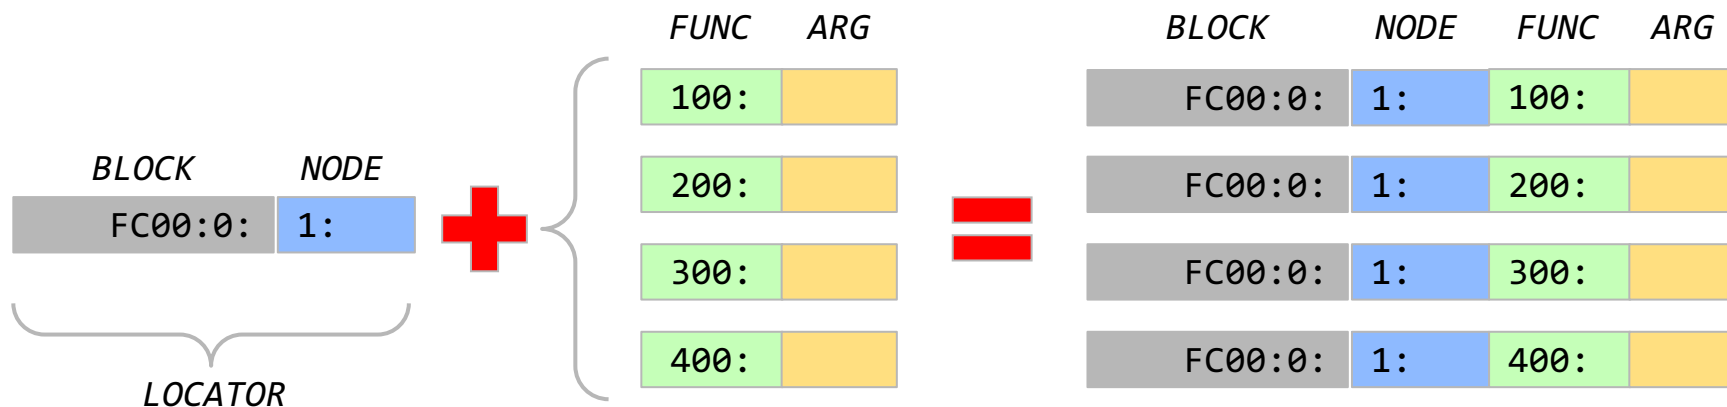 FUNC ARG BLOCK NODE FUNC ARG
100: FC00:0: 1: 100:
BLOCK NODE 200: FC00:0: 1: 200:
FC00:0: 1:
300: FC00:0: 1: 300:
400: FC00:0: 1: 400:
LOCATOR